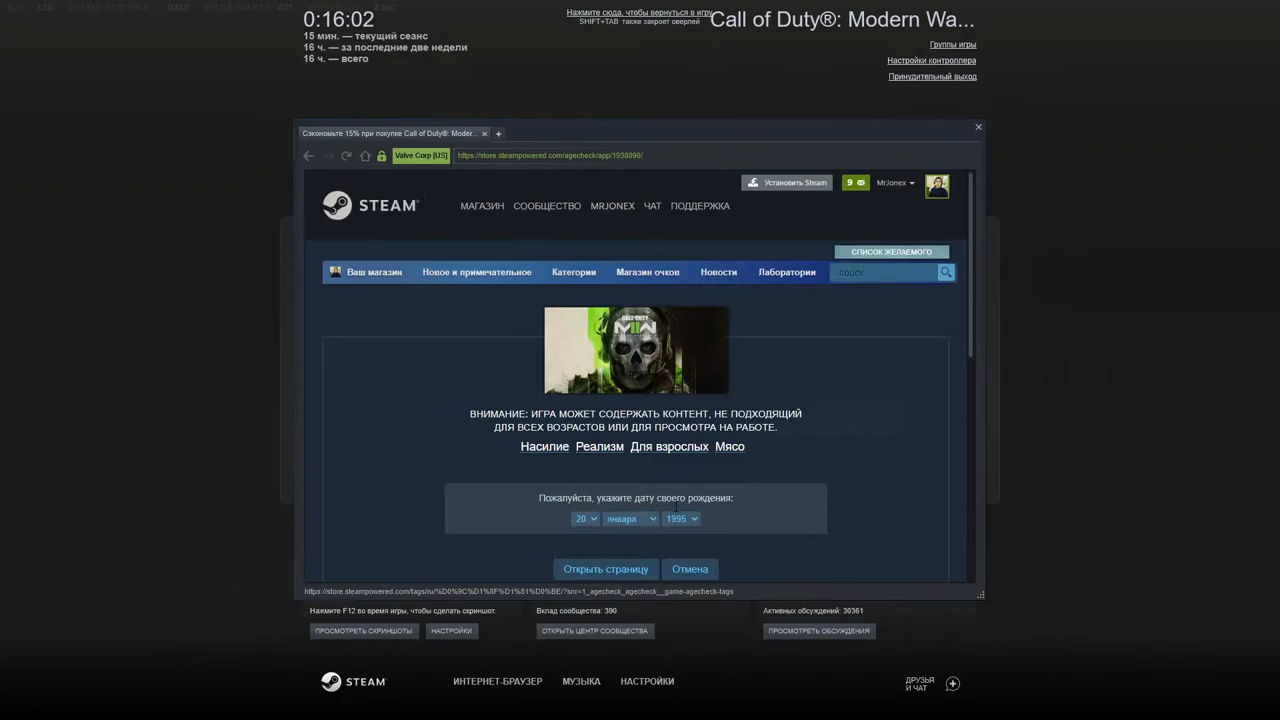 0:16:02
15 мин. — текущий сеанс
16 ч. — за последние две недели
16 ч. — всего
Нажмите сюда, чтобы вернуться в игру
SHIFT+TAB также закроет оверлей
Call of Duty®: Modern Wa...
Группы игры
Настройки контроллера
Принудительный выход
Сэкономьте 15% при покупке Call of Duty®: Moder...
Valve Corp [US]
https://store.steampowered.com/agecheck/app/1938090/
Установить Steam
9
MrJonex
STEAM
МАГАЗИН СООБЩЕСТВО MRJONEX ЧАТ ПОДДЕРЖКА
СПИСОК ЖЕЛАЕМОГО
Ваш магазин Новое и примечательное Категории Магазин очков Новости Лаборатории поиск
CALL OF DUTY
MWII
ВНИМАНИЕ: ИГРА МОЖЕТ СОДЕРЖАТЬ КОНТЕНТ, НЕ ПОДХОДЯЩИЙ
ДЛЯ ВСЕХ ВОЗРАСТОВ ИЛИ ДЛЯ ПРОСМОТРА НА РАБОТЕ.
Насилие Реализм Для взрослых Мясо
Пожалуйста, укажите дату своего рождения:
20 января 1995
Открыть страницу Отмена
https://store.steampowered.com/tags/ru/%D0%9C%D1%8F%D1%81%D0%BE/?snr=1_agecheck_agecheck__game-agecheck-tags
Нажмите F12 во время игры, чтобы сделать скриншот.
ПРОСМОТРЕТЬ СКРИНШОТЫ НАСТРОЙКИ
Вклад сообщества: 390
ОТКРЫТЬ ЦЕНТР СООБЩЕСТВА
Активных обсуждений: 30361
ПРОСМОТРЕТЬ ОБСУЖДЕНИЯ
STEAM
ИНТЕРНЕТ-БРАУЗЕР МУЗЫКА НАСТРОЙКИ
ДРУЗЬЯ
И ЧАТ